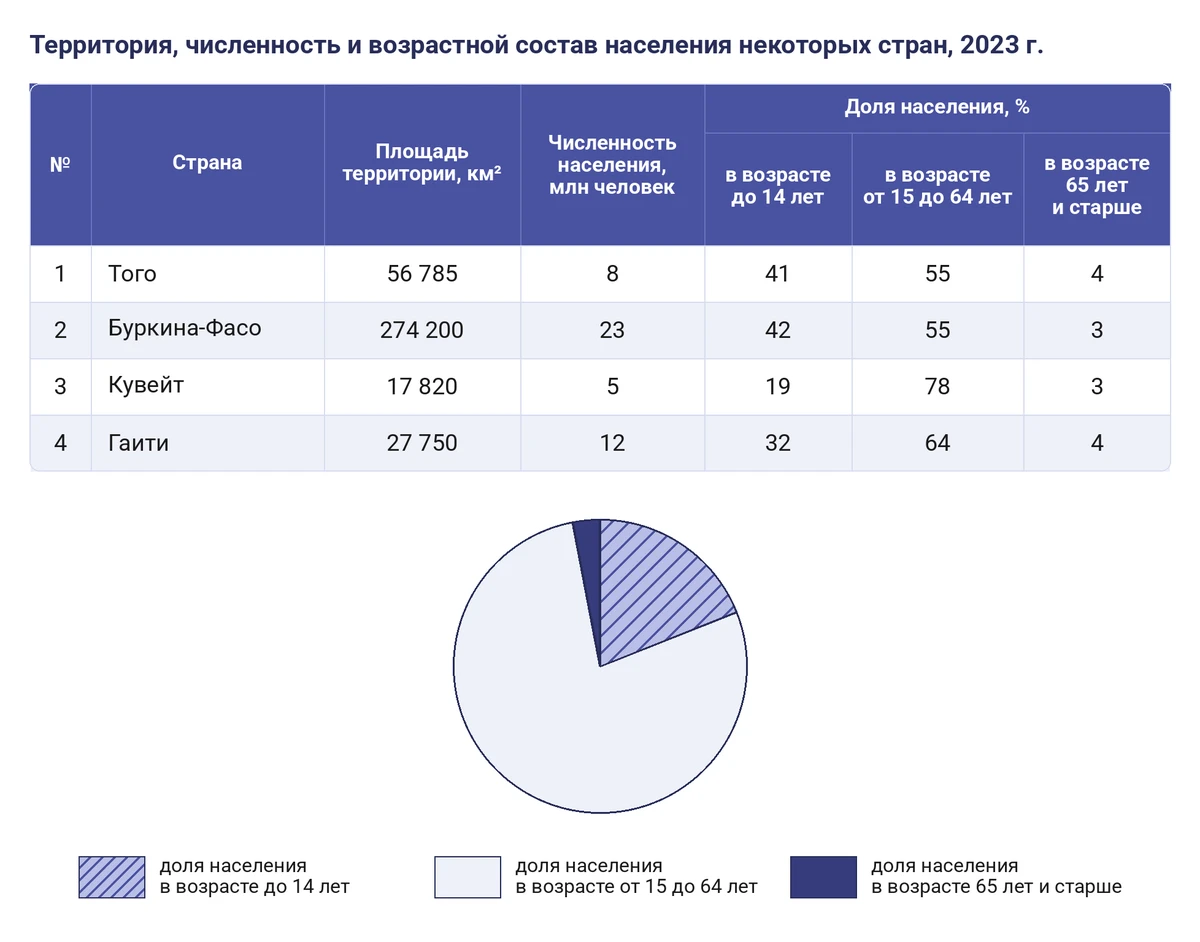 Территория, численность и возрастной состав населения некоторых стран, 2023 г.
№
Страна
Площадь
территории, км²
Численность
населения,
млн человек
Доля населения, %
в возрасте
до 14 лет
в возрасте
от 15 до 64 лет
в возрасте
65 лет
и старше
1 Того 56 785 8 41 55 4
2 Буркина-Фасо 274 200 23 42 55 3
3 Кувейт 17 820 5 19 78 3
4 Гаити 27 750 12 32 64 4
доля населения
в возрасте до 14 лет
доля населения
в возрасте от 15 до 64 лет
доля населения
в возрасте 65 лет и старше